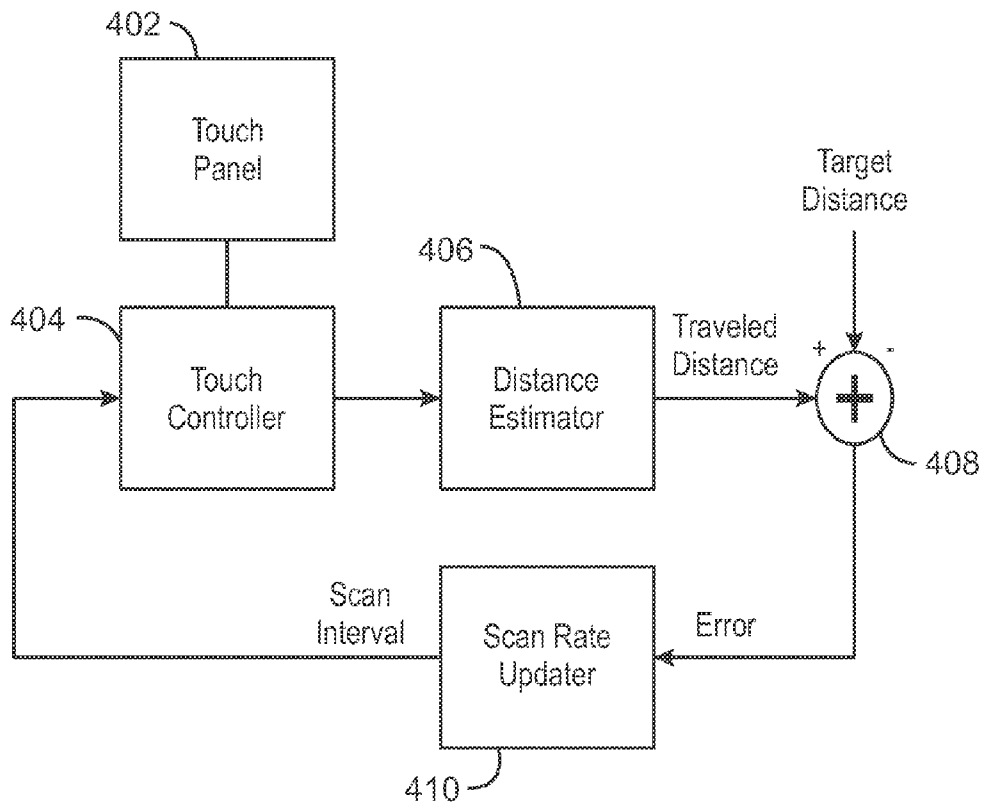 402
Touch
Panel
Target
Distance
406
404
Touch
Controller
Distance
Estimator
Traveled
Distance
+ -
+
408
Scan
Interval
Scan Rate
Updater
Error
410